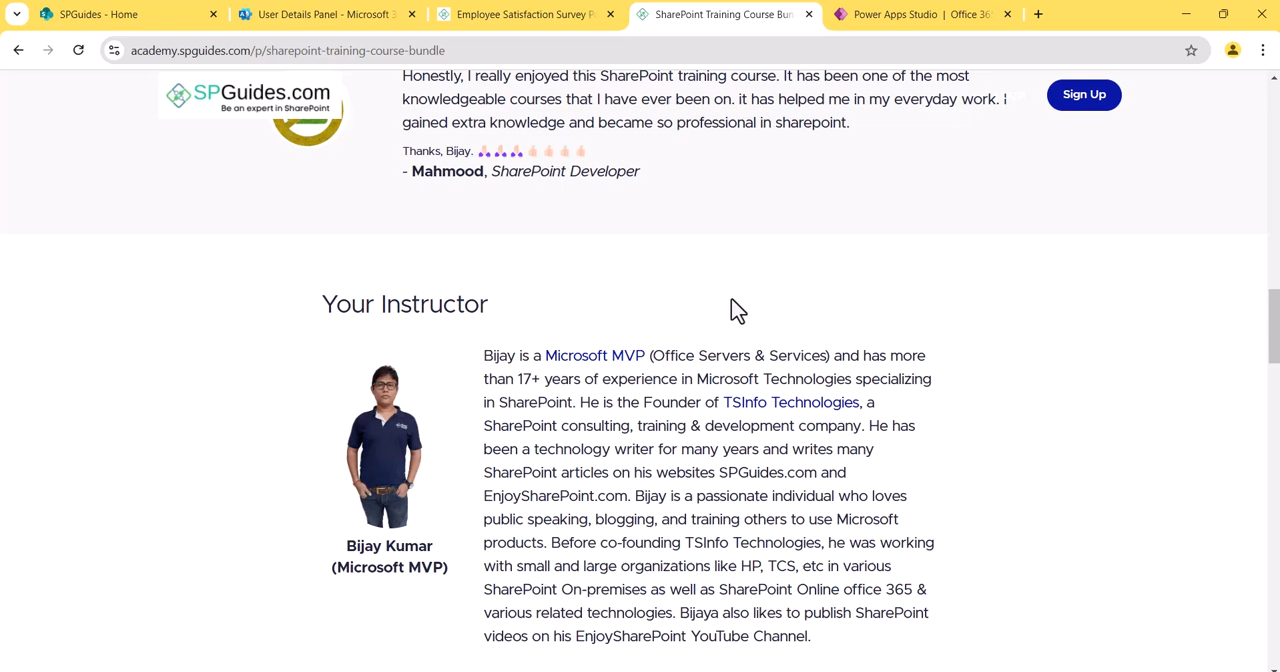 SPGuides - Home
User Details Panel - Microsoft 3
Employee Satisfaction Survey P
SharePoint Training Course Bun
Power Apps Studio | Office 365
academy.spguides.com/p/sharepoint-training-course-bundle
SPGuides.com
Be an expert in SharePoint
Sign Up
Honestly, I really enjoyed this SharePoint training course. It has been one of the most
knowledgeable courses that I have ever been on. it has helped me in my everyday work. I
gained extra knowledge and became so professional in sharepoint.
Thanks, Bijay. 🙏🏻🙏🏻🙏🏻👍🏻👍🏻👍🏻👍🏻
- Mahmood, SharePoint Developer
Your Instructor
Bijay is a Microsoft MVP (Office Servers & Services) and has more
than 17+ years of experience in Microsoft Technologies specializing
in SharePoint. He is the Founder of TSInfo Technologies, a
SharePoint consulting, training & development company. He has
been a technology writer for many years and writes many
SharePoint articles on his websites SPGuides.com and
EnjoySharePoint.com. Bijay is a passionate individual who loves
public speaking, blogging, and training others to use Microsoft
products. Before co-founding TSInfo Technologies, he was working
with small and large organizations like HP, TCS, etc in various
SharePoint On-premises as well as SharePoint Online office 365 &
various related technologies. Bijaya also likes to publish SharePoint
videos on his EnjoySharePoint YouTube Channel.
Bijay Kumar
(Microsoft MVP)